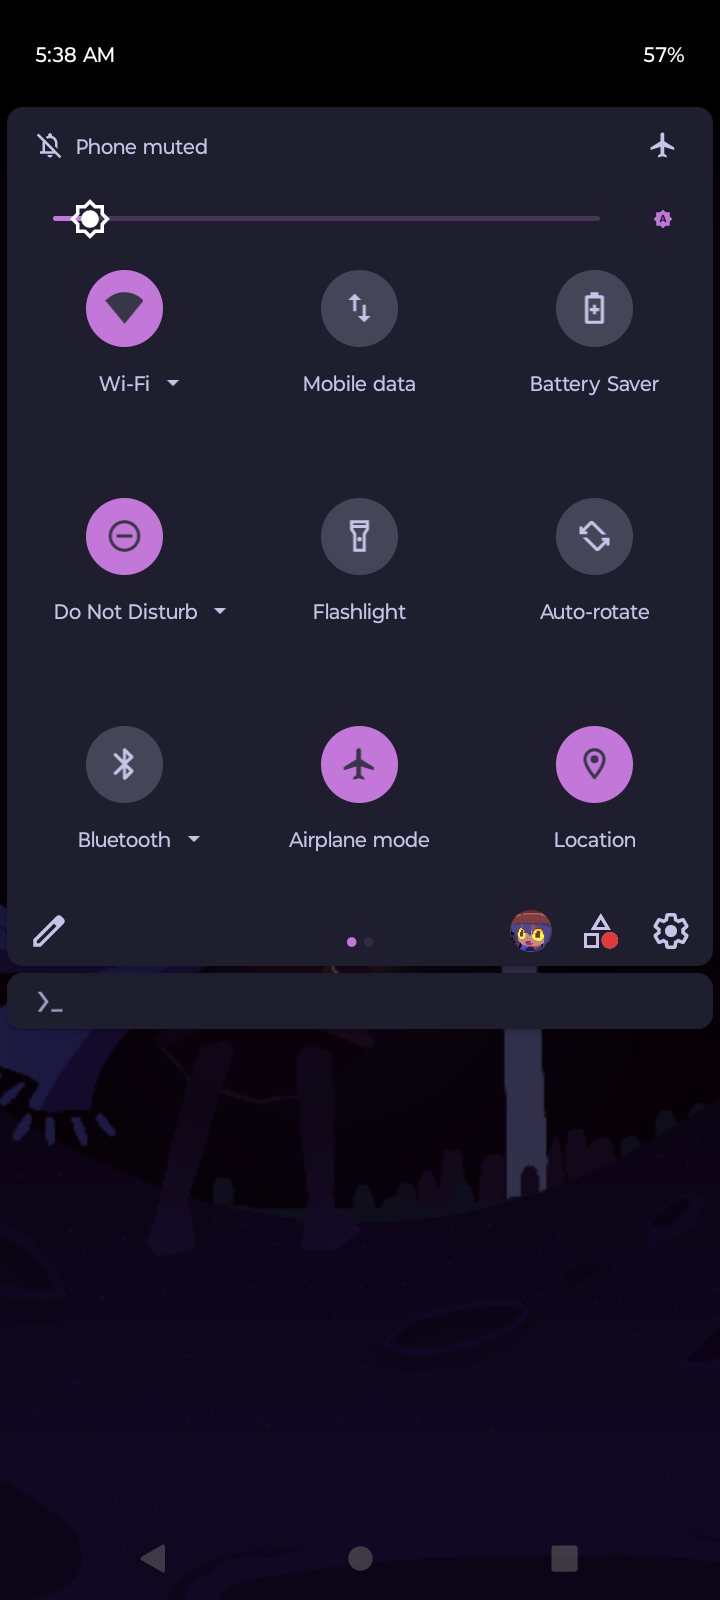 5:38 AM 57%
Phone muted
A
Wi-Fi Mobile data Battery Saver
Do Not Disturb Flashlight Auto-rotate
Bluetooth Airplane mode Location